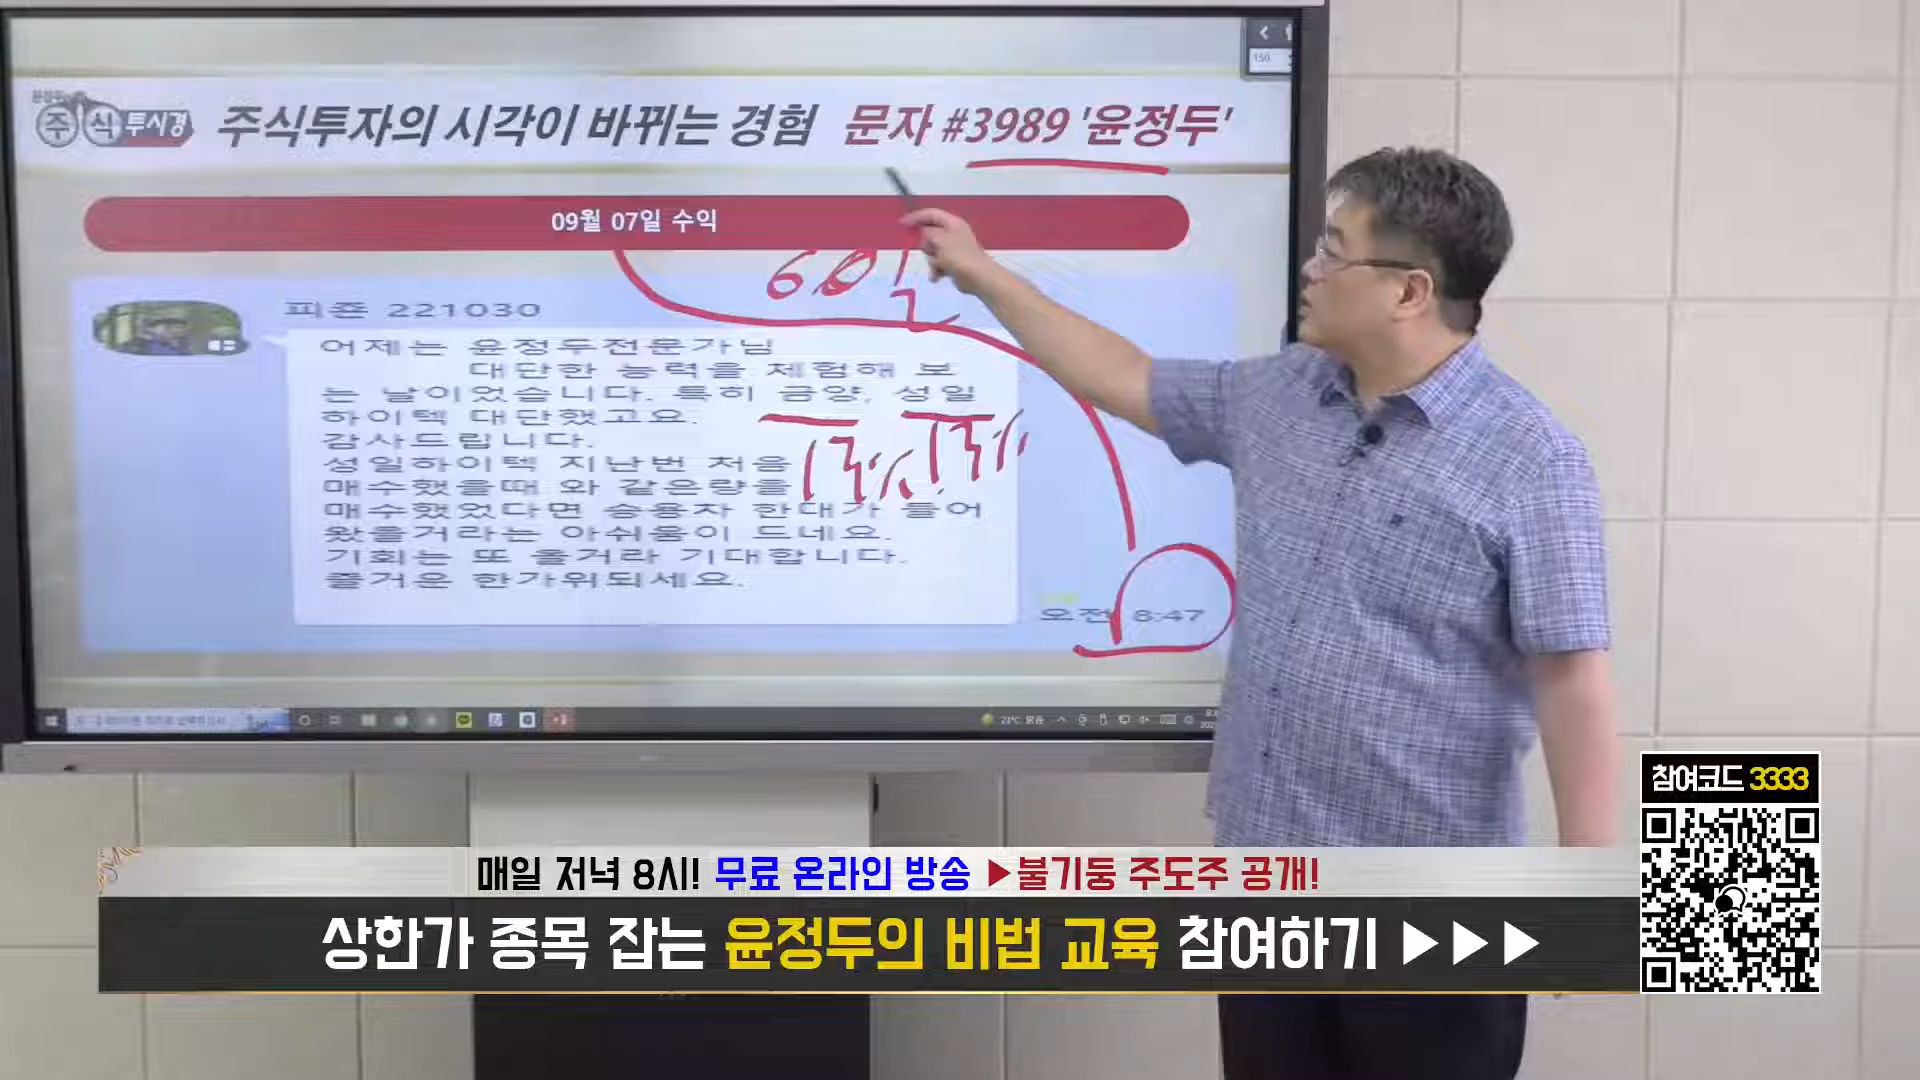 윤정두
주식투시경
주식투자의 시각이 바뀌는 경험 문자 #3989 '윤정두'
150
09월 07일 수익
6일
피죤 221030
어제는 윤정두전문가님
대단한 능력을 체험해 보
는 날이었습니다. 특히 금양, 성일
하이텍 대단했고요.
감사드립니다.
성일하이텍 지난번 처음
매수했을때 와 같은량을
매수했었다면 승용차 한대가 들어
왔을거라는 아쉬움이 드네요.
기회는 또 올거라 기대합니다.
즐거운 한가위되세요.
오전 8:47
23℃ 맑음
참여코드 3333
매일 저녁 8시! 무료 온라인 방송 ▶불기둥 주도주 공개!
상한가 종목 잡는 윤정두의 비법 교육 참여하기 ▶▶▶